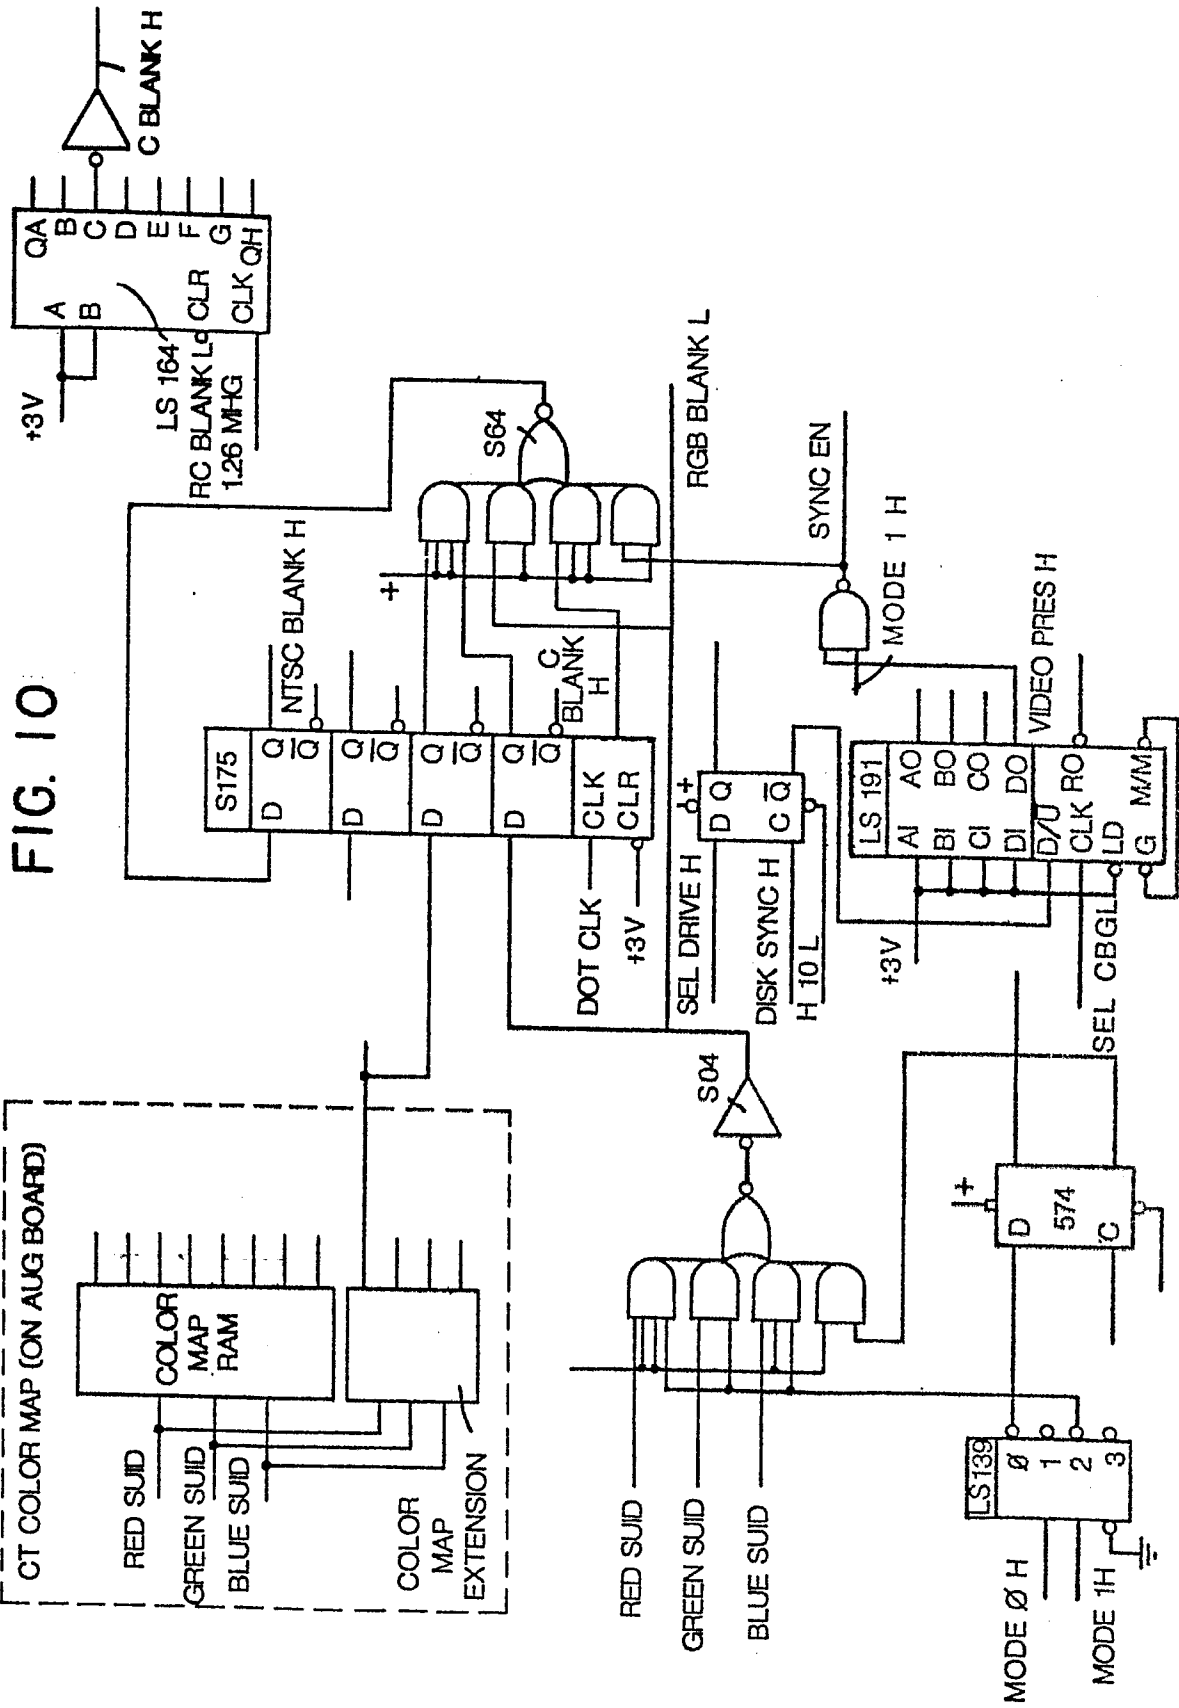 FIG. 10
CT COLOR MAP (ON AUG BOARD)
RED SUID
GREEN SUID
BLUE SUID
COLOR
MAP
RAM
COLOR
MAP
EXTENSION
S175
D Q
Q
NTSC BLANK H
D Q
Q
D Q
Q
D Q
Q
C
BLANK
H
CLK
CLR
DOT CLK
+3V
+
S64
RGB BLANK L
+3V
A
B
QA
B
C
D
E
F
G
QH
CLR
CLK
LS 164
RC BLANK L
1.26 MHG
C BLANK H
RED SUID
GREEN SUID
BLUE SUID
S04
SEL DRIVE H
DISK SYNC H
H 10 L
+
D Q
C Q
SYNC EN
MODE 1 H
VIDEO PRES H
LS 191
AI AO
BI BO
CI CO
DI DO
D/U
CLK RO
LD
G M/M
+3V
SEL CBGL
+
D
574
C
LS139
Ø
1
2
3
MODE Ø H
MODE 1H